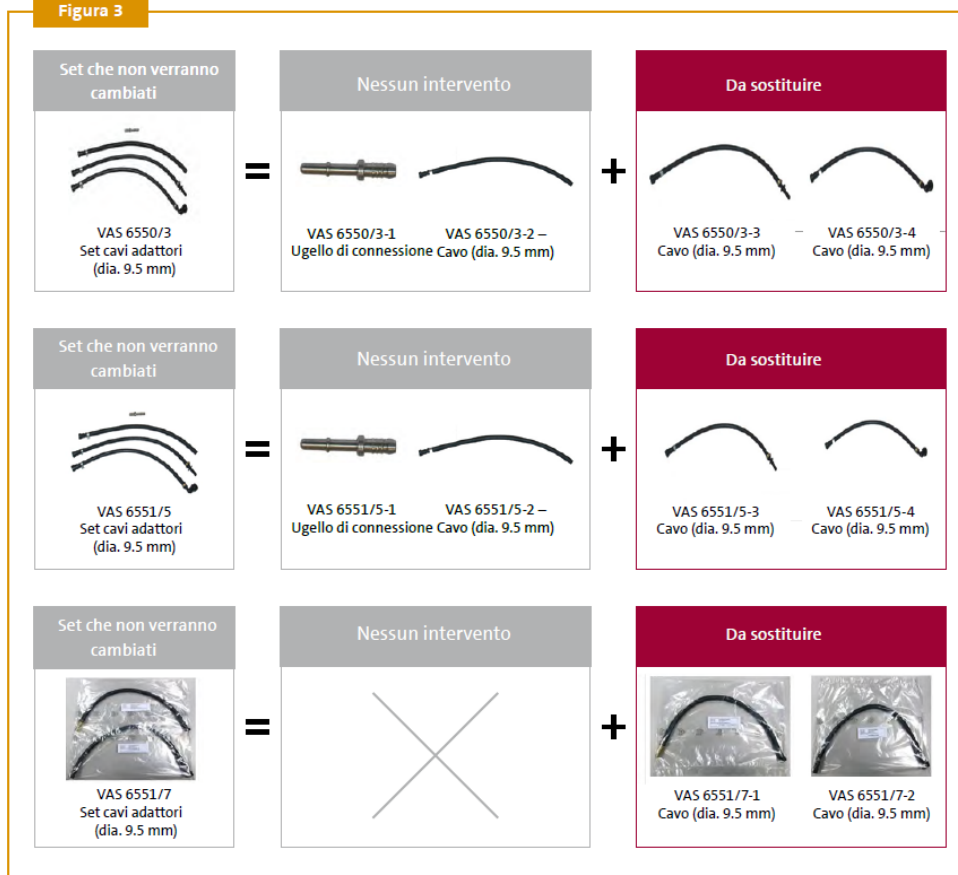 Figura 3
Set che non verranno
cambiati
Nessun intervento
Da sostituire
VAS 6550/3
Set cavi adattori
(dia. 9.5 mm)
=
VAS 6550/3-1
Ugello di connessione
VAS 6550/3-2 –
Cavo (dia. 9.5 mm)
+
VAS 6550/3-3 –
Cavo (dia. 9.5 mm)
VAS 6550/3-4 –
Cavo (dia. 9.5 mm)
Set che non verranno
cambiati
Nessun intervento
Da sostituire
VAS 6551/5
Set cavi adattori
(dia. 9.5 mm)
=
VAS 6551/5-1
Ugello di connessione
VAS 6551/5-2 –
Cavo (dia. 9.5 mm)
+
VAS 6551/5-3
Cavo (dia. 9.5 mm)
VAS 6551/5-4
Cavo (dia. 9.5 mm)
Set che non verranno
cambiati
Nessun intervento
Da sostituire
VAS 6551/7
Set cavi adattori
(dia. 9.5 mm)
=
+
VAS 6551/7-1
Cavo (dia. 9.5 mm)
VAS 6551/7-2
Cavo (dia. 9.5 mm)